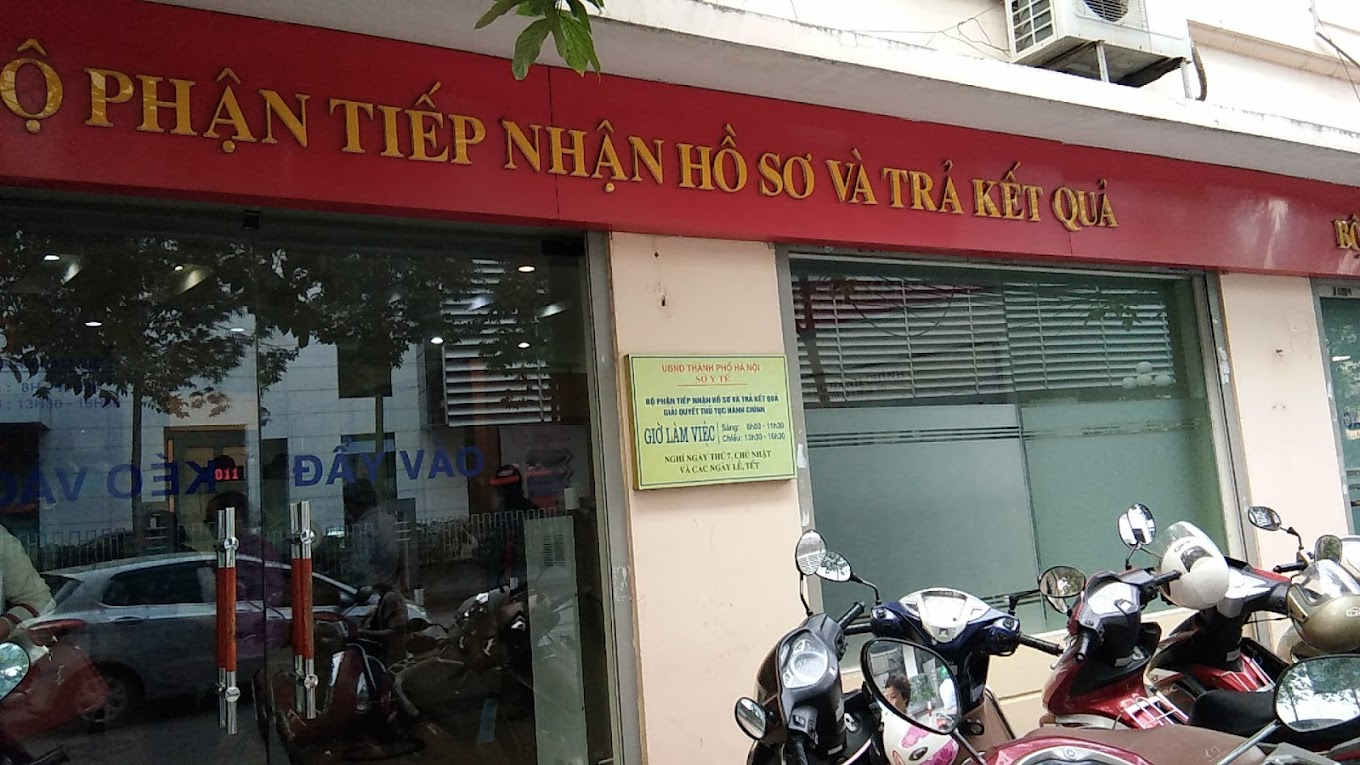 Ộ PHẬN TIẾP NHẬN HỒ SƠ VÀ TRẢ KẾT QUẢ
BỘ
UBND THÀNH PHỐ HÀ NỘI
SỞ Y TẾ
BỘ PHẬN TIẾP NHẬN HỒ SƠ VÀ TRẢ KẾT QUẢ
GIẢI QUYẾT THỦ TỤC HÀNH CHÍNH
GIỜ LÀM VIỆC
Sáng: 8h00 - 11h30
Chiều: 13h30 - 16h30
NGHỈ NGÀY THỨ 7, CHỦ NHẬT
VÀ CÁC NGÀY LỄ, TẾT
13H30 - 16H30
KÉO VÀO
ĐẨY VÀO
011